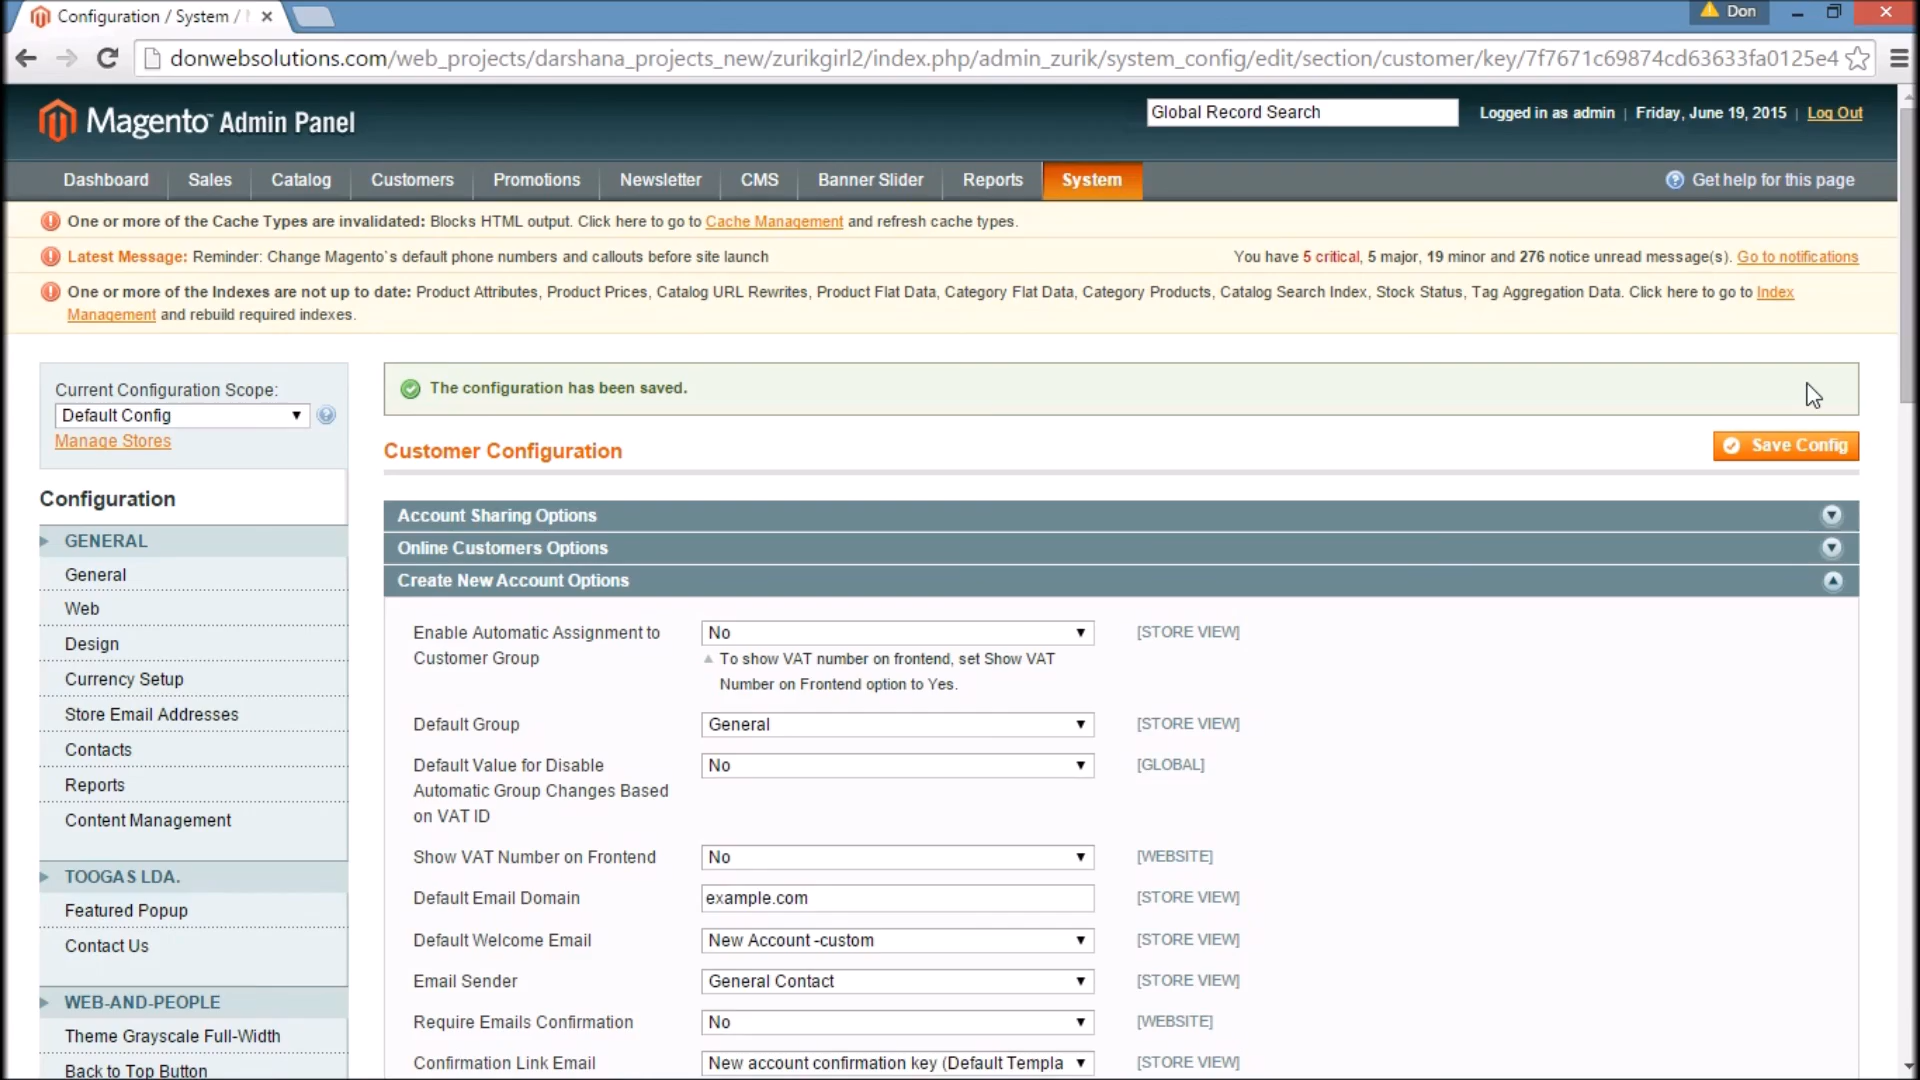 Configuration / System /
Don
donwebsolutions.com/web_projects/darshana_projects_new/zurikgirl2/index.php/admin_zurik/system_config/edit/section/customer/key/7f7671c69874cd63633fa0125e4
Magento Admin Panel
Global Record Search
Logged in as admin | Friday, June 19, 2015 | Log Out
Dashboard Sales Catalog Customers Promotions Newsletter CMS Banner Slider Reports System
Get help for this page
One or more of the Cache Types are invalidated: Blocks HTML output. Click here to go to Cache Management and refresh cache types.
Latest Message: Reminder: Change Magento`s default phone numbers and callouts before site launch
You have 5 critical, 5 major, 19 minor and 276 notice unread message(s). Go to notifications
One or more of the Indexes are not up to date: Product Attributes, Product Prices, Catalog URL Rewrites, Product Flat Data, Category Flat Data, Category Products, Catalog Search Index, Stock Status, Tag Aggregation Data. Click here to go to Index
Management and rebuild required indexes.
Current Configuration Scope:
Default Config
Manage Stores
Configuration
GENERAL
General
Web
Design
Currency Setup
Store Email Addresses
Contacts
Reports
Content Management
TOOGAS LDA.
Featured Popup
Contact Us
WEB-AND-PEOPLE
Theme Grayscale Full-Width
Back to Top Button
The configuration has been saved.
Customer Configuration
Save Config
Account Sharing Options
Online Customers Options
Create New Account Options
Enable Automatic Assignment to
Customer Group
No
[STORE VIEW]
To show VAT number on frontend, set Show VAT
Number on Frontend option to Yes.
Default Group
General
[STORE VIEW]
Default Value for Disable
Automatic Group Changes Based
on VAT ID
No
[GLOBAL]
Show VAT Number on Frontend
No
[WEBSITE]
Default Email Domain
example.com
[STORE VIEW]
Default Welcome Email
New Account -custom
[STORE VIEW]
Email Sender
General Contact
[STORE VIEW]
Require Emails Confirmation
No
[WEBSITE]
Confirmation Link Email
New account confirmation key (Default Templa
[STORE VIEW]